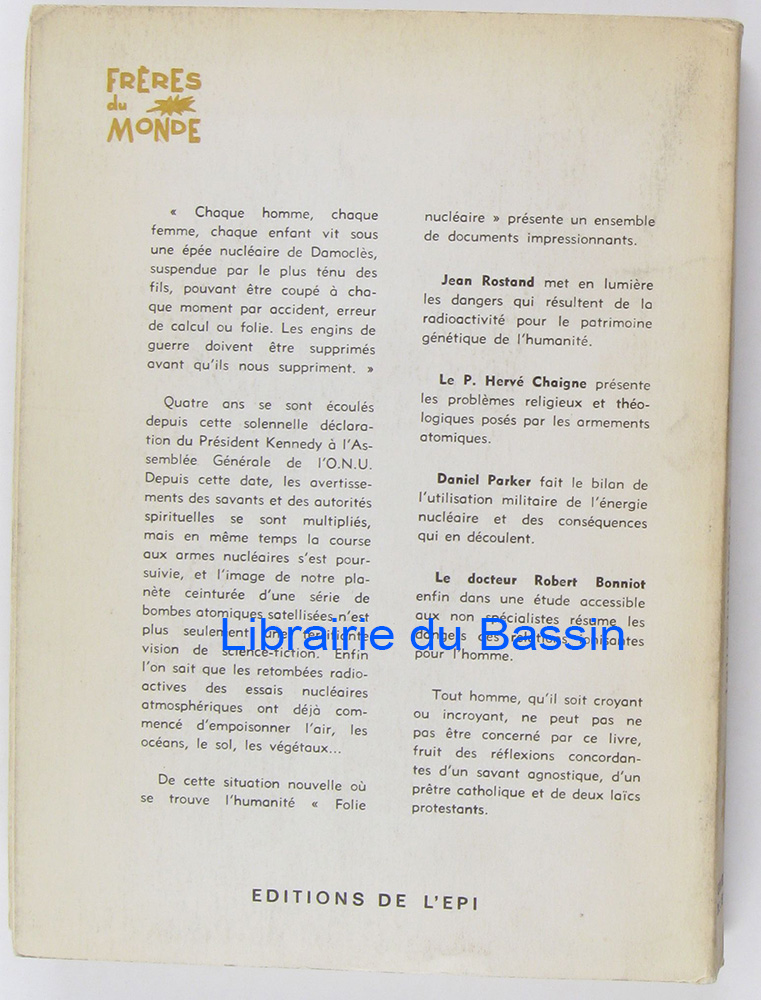 FRÈRES
du
MONDE
« Chaque homme, chaque
femme, chaque enfant vit sous
une épée nucléaire de Damoclès,
suspendue par le plus ténu des
fils, pouvant être coupé à cha-
que moment par accident, erreur
de calcul ou folie. Les engins de
guerre doivent être supprimés
avant qu'ils nous suppriment. »
Quatre ans se sont écoulés
depuis cette solennelle déclara-
tion du Président Kennedy à l'As-
semblée Générale de l'O.N.U.
Depuis cette date, les avertisse-
ments des savants et des autorités
spirituelles se sont multipliés,
mais en même temps la course
aux armes nucléaires s'est pour-
suivie, et l'image de notre pla-
nète ceinturée d'une série de
bombes atomiques satellisées n'est
plus seulement une terrifiante
vision de science-fiction. Enfin
l'on sait que les retombées radio-
actives des essais nucléaires
atmosphériques ont déjà com-
mencé d'empoisonner l'air, les
océans, le sol, les végétaux...
De cette situation nouvelle où
se trouve l'humanité « Folie
nucléaire » présente un ensemble
de documents impressionnants.
Jean Rostand met en lumière
les dangers qui résultent de la
radioactivité pour le patrimoine
génétique de l'humanité.
Le P. Hervé Chaigne présente
les problèmes religieux et théo-
logiques posés par les armements
atomiques.
Daniel Parker fait le bilan de
l'utilisation militaire de l'énergie
nucléaire et des conséquences
qui en découlent.
Le docteur Robert Bonniot
enfin dans une étude accessible
aux non spécialistes résume les
dangers des relations ionisantes
pour l'homme.
Tout homme, qu'il soit croyant
ou incroyant, ne peut pas ne
pas être concerné par ce livre,
fruit des réflexions concordan-
tes d'un savant agnostique, d'un
prêtre catholique et de deux laïcs
protestants.
EDITIONS DE L'EPI
Librairie du Bassin